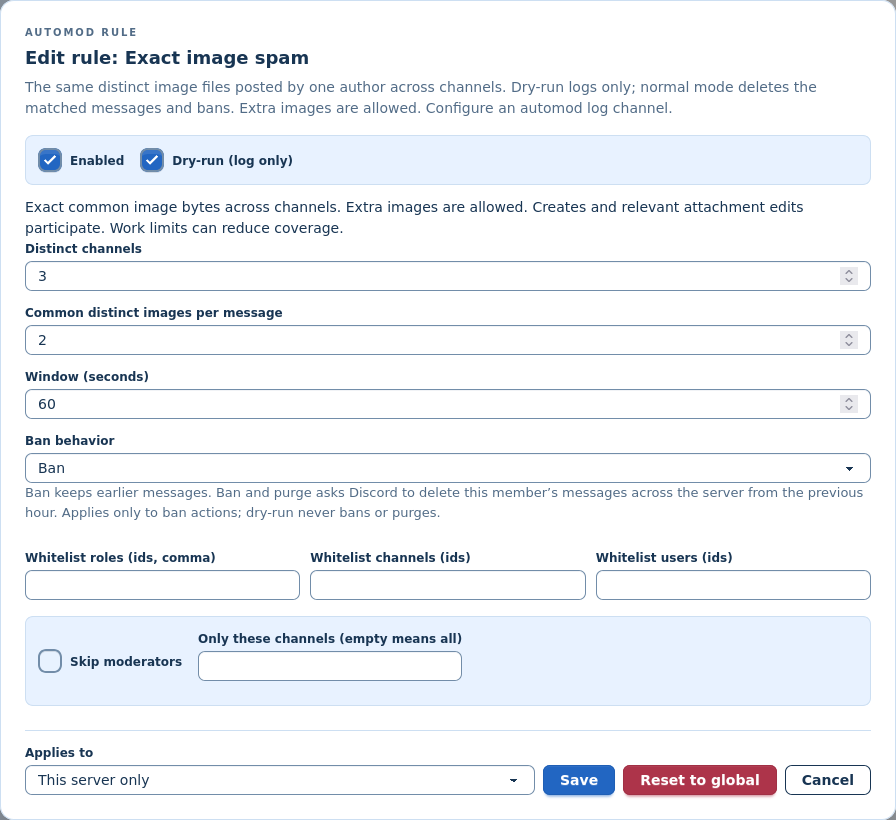 AUTOMOD RULE
Edit rule: Exact image spam
The same distinct image files posted by one author across channels. Dry-run logs only; normal mode deletes the
matched messages and bans. Extra images are allowed. Configure an automod log channel.
Enabled Dry-run (log only)
Exact common image bytes across channels. Extra images are allowed. Creates and relevant attachment edits
participate. Work limits can reduce coverage.
Distinct channels
3
Common distinct images per message
2
Window (seconds)
60
Ban behavior
Ban
Ban keeps earlier messages. Ban and purge asks Discord to delete this member’s messages across the server from the previous
hour. Applies only to ban actions; dry-run never bans or purges.
Whitelist roles (ids, comma) Whitelist channels (ids) Whitelist users (ids)
Only these channels (empty means all)
Skip moderators
Applies to
This server only Save Reset to global Cancel